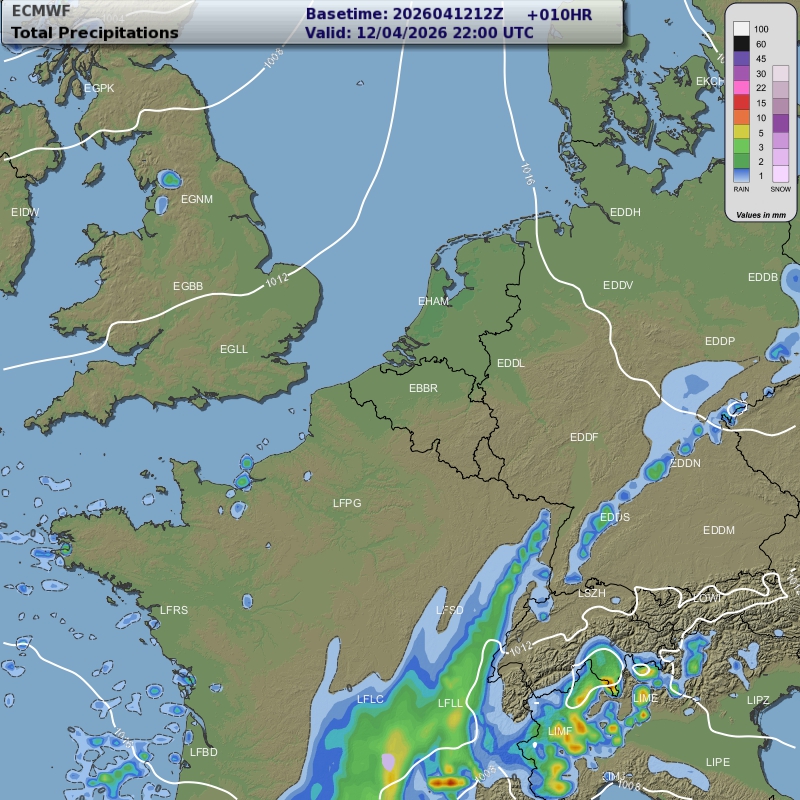 ECMWF
Basetime: 2026041212Z +010HR
Total Precipitations
Valid: 12/04/2026 22:00 UTC
100
60
45
30
22
15
10
5
3
2
1
RAIN
SNOW
Values in mm
1008
EGPK
EKCH
1016
EGNM
EIDW
EDDH
1012
EGBB
EDDB
EDDV
EHAM
EGLL
EDDP
EDDL
EBBR
EDDF
EDDN
LFPG
EDDS
EDDM
LSZH
LOWI
LFRS
LFSD
1012
LFLC
LFLL
LIME
LIPZ
LIMF
LFBD
LIPE
1008
LIMJ
1008